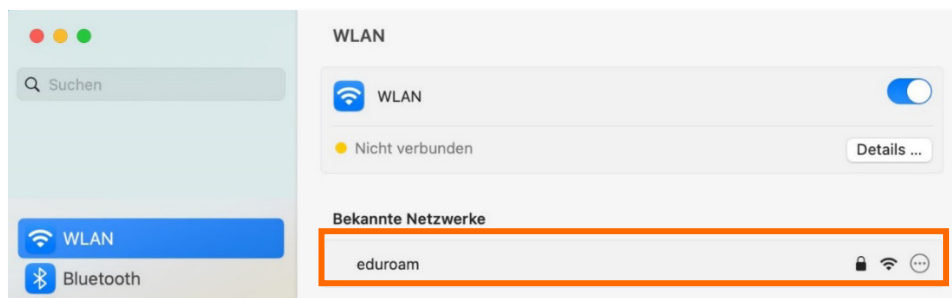 Suchen
WLAN
Bluetooth
WLAN
WLAN
Nicht verbunden
Details ...
Bekannte Netzwerke
eduroam